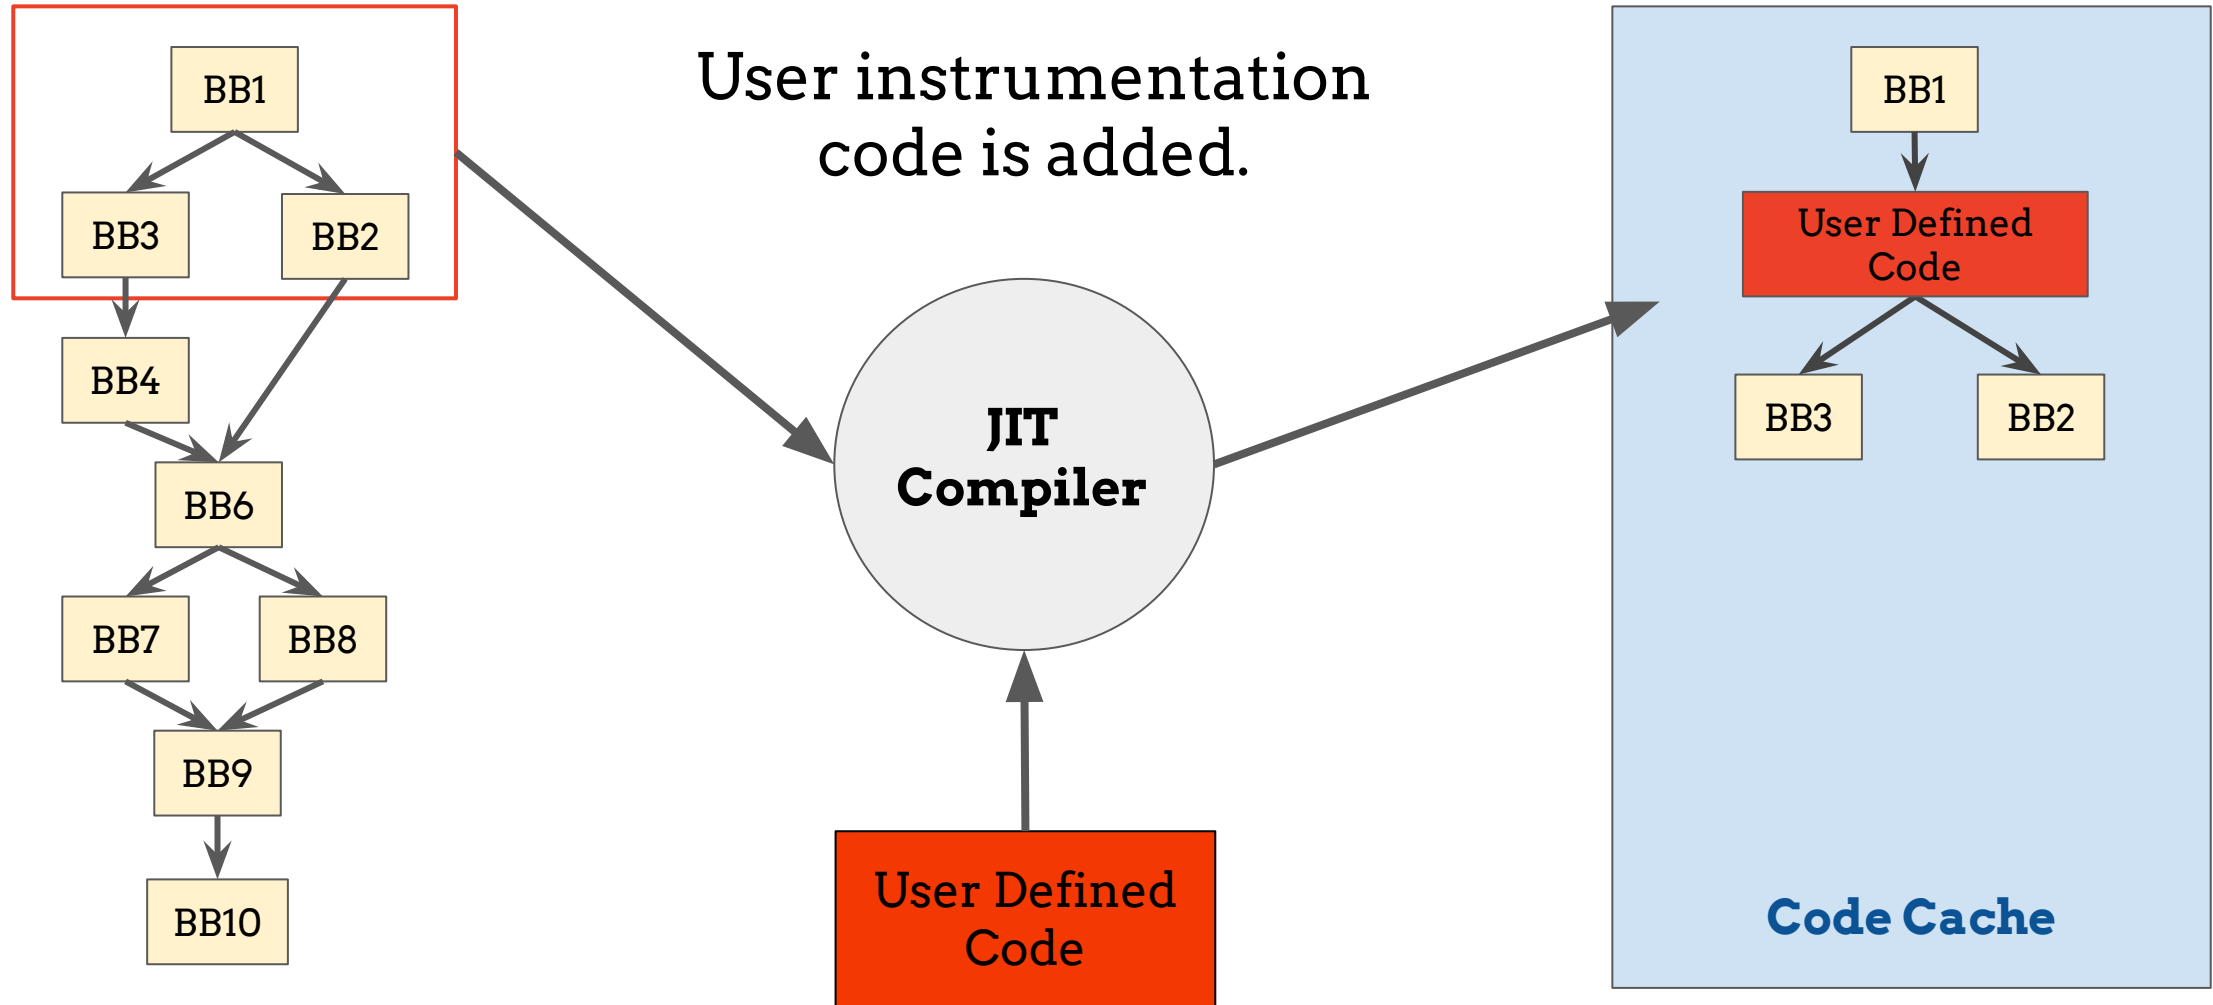 User instrumentation
code is added.
BB1
BB3
BB2
BB4
BB6
BB7
BB8
BB9
BB10
JIT
Compiler
User Defined
Code
BB1
User Defined
Code
BB3
BB2
Code Cache